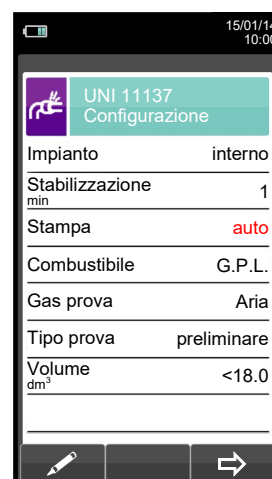 15/01/14
10:00
UNI 11137
Configurazione
Impianto interno
Stabilizzazione 1
min
Stampa auto
Combustibile G.P.L.
Gas prova Aria
Tipo prova preliminare
Volume <18.0
dm³